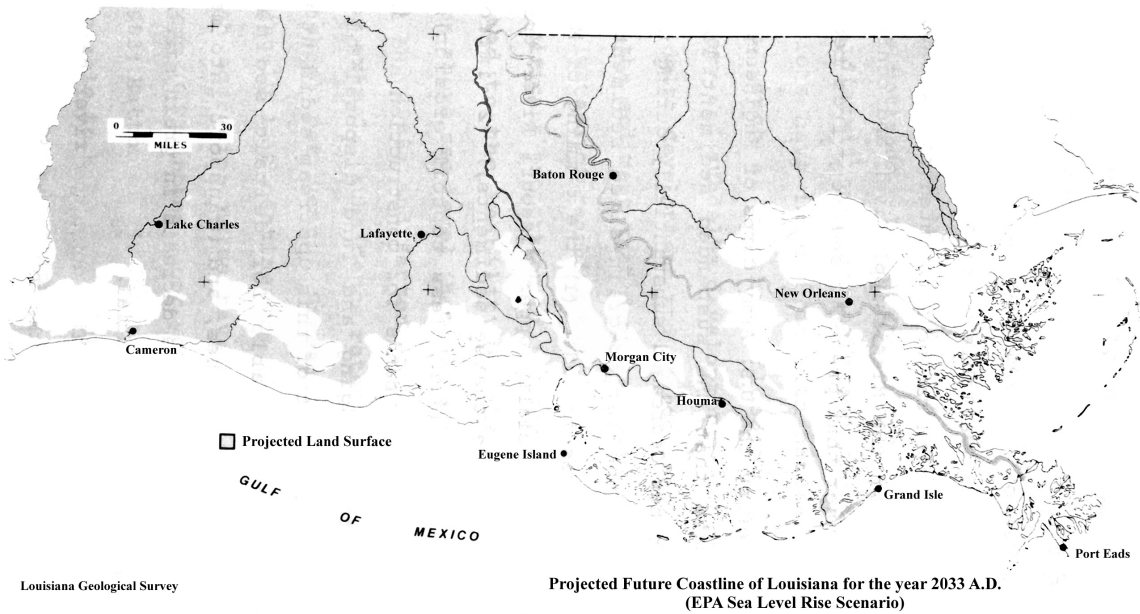 0 30
MILES
Baton Rouge
Lake Charles
Lafayette
New Orleans
Cameron
Morgan City
Houma
Projected Land Surface
Eugene Island
GULF
OF
MEXICO
Grand Isle
Port Eads
Louisiana Geological Survey
Projected Future Coastline of Louisiana for the year 2033 A.D.
(EPA Sea Level Rise Scenario)